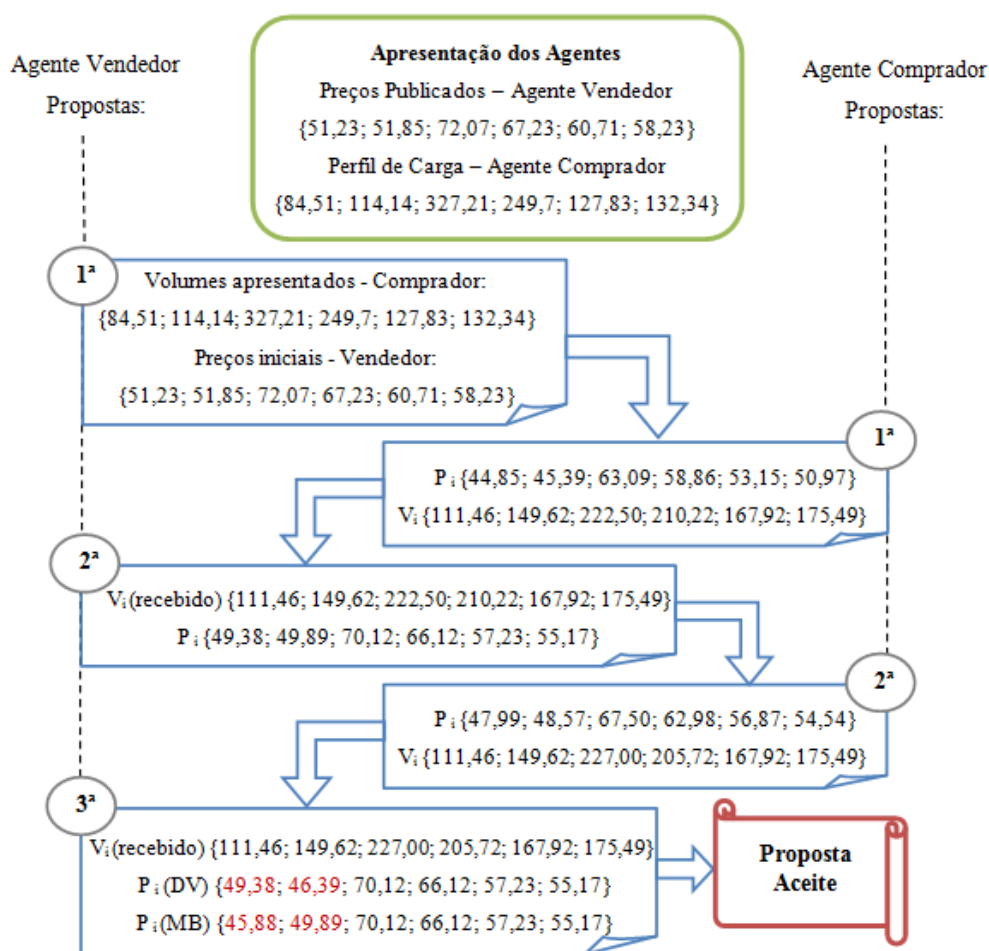 Agente Vendedor
Propostas:
Apresentação dos Agentes
Preços Publicados – Agente Vendedor
{51,23; 51,85; 72,07; 67,23; 60,71; 58,23}
Perfil de Carga – Agente Comprador
{84,51; 114,14; 327,21; 249,7; 127,83; 132,34}
Agente Comprador
Propostas:
1ª
Volumes apresentados - Comprador:
{84,51; 114,14; 327,21; 249,7; 127,83; 132,34}
Preços iniciais - Vendedor:
{51,23; 51,85; 72,07; 67,23; 60,71; 58,23}
1ª
P i {44,85; 45,39; 63,09; 58,86; 53,15; 50,97}
Vi {111,46; 149,62; 222,50; 210,22; 167,92; 175,49}
2ª
Vi (recebido) {111,46; 149,62; 222,50; 210,22; 167,92; 175,49}
P i {49,38; 49,89; 70,12; 66,12; 57,23; 55,17}
2ª
P i {47,99; 48,57; 67,50; 62,98; 56,87; 54,54}
Vi {111,46; 149,62; 227,00; 205,72; 167,92; 175,49}
3ª
Vi (recebido) {111,46; 149,62; 227,00; 205,72; 167,92; 175,49}
P i (DV) {49,38; 46,39; 70,12; 66,12; 57,23; 55,17}
P i (MB) {45,88; 49,89; 70,12; 66,12; 57,23; 55,17}
Proposta
Aceite